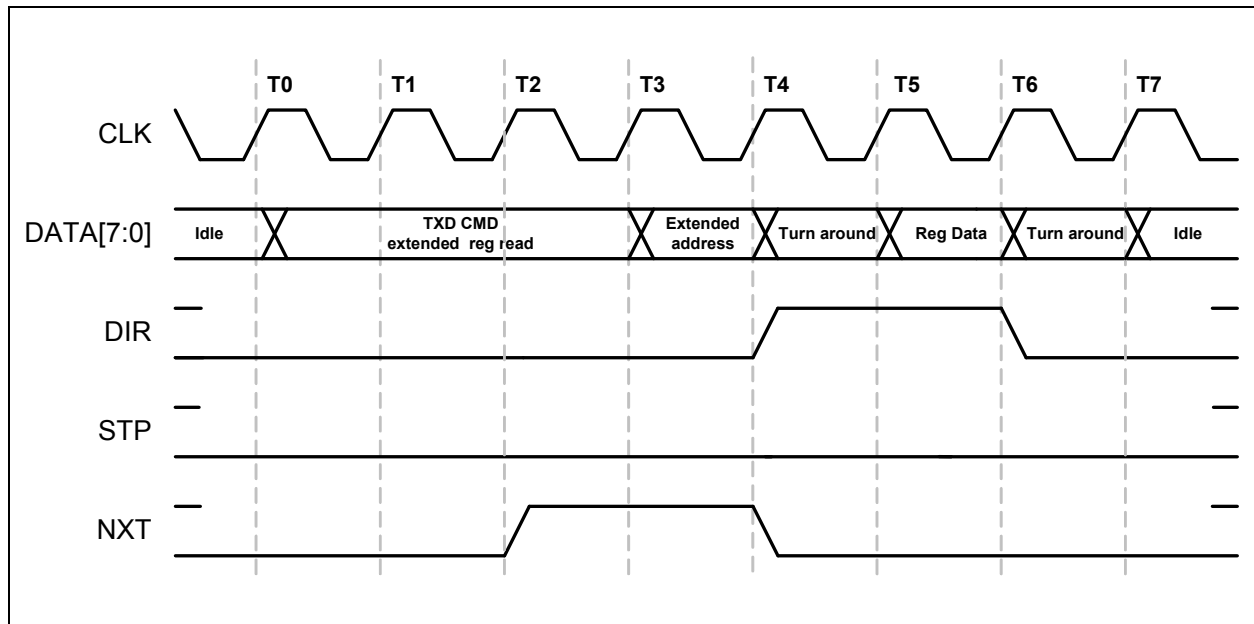 T0 T1 T2 T3 T4 T5 T6 T7
CLK
DATA[7:0]
Idle
TXD CMD
extended reg read
Extended
address
Turn around
Reg Data
Turn around
Idle
DIR
STP
NXT